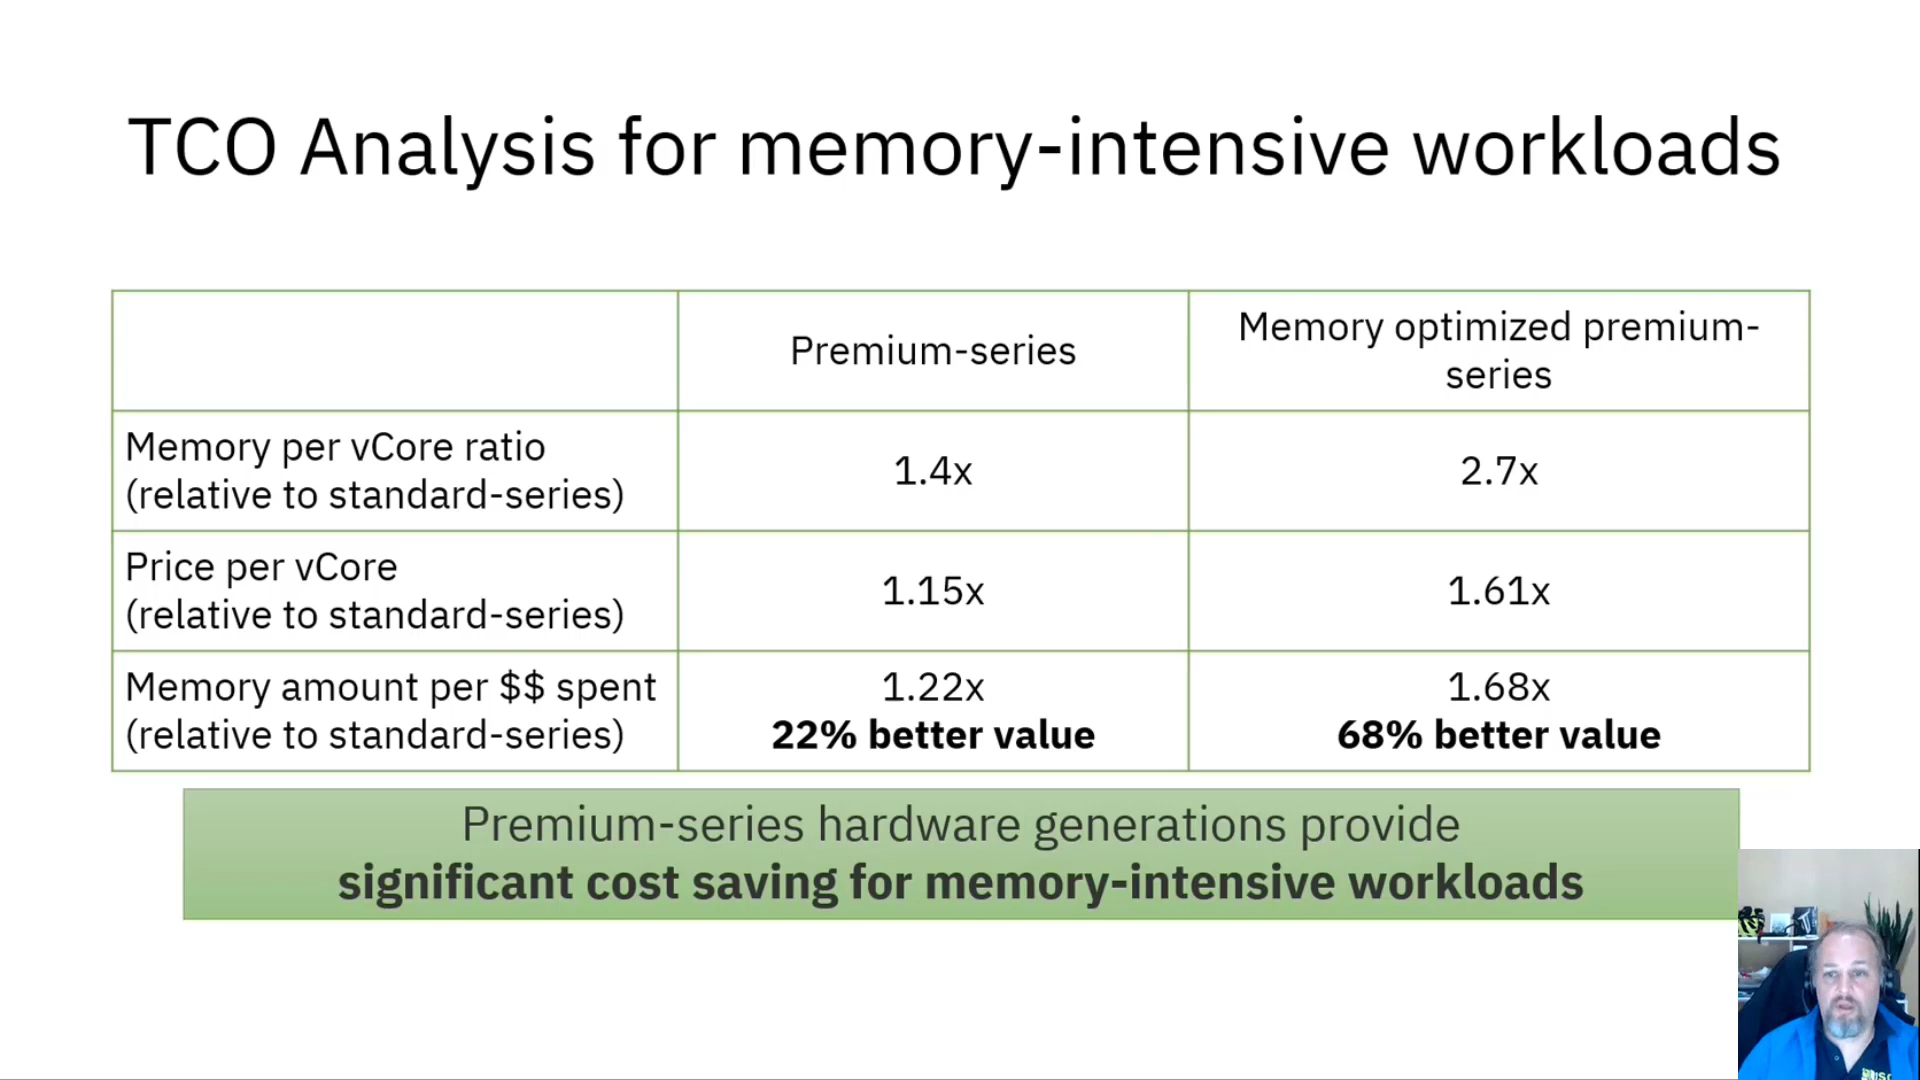 TCO Analysis for memory-intensive workloads
Premium-series
Memory optimized premium-
series
Memory per vCore ratio
(relative to standard-series)
1.4x
2.7x
Price per vCore
(relative to standard-series)
1.15x
1.61x
Memory amount per $$ spent
(relative to standard-series)
1.22x
22% better value
1.68x
68% better value
Premium-series hardware generations provide
significant cost saving for memory-intensive workloads